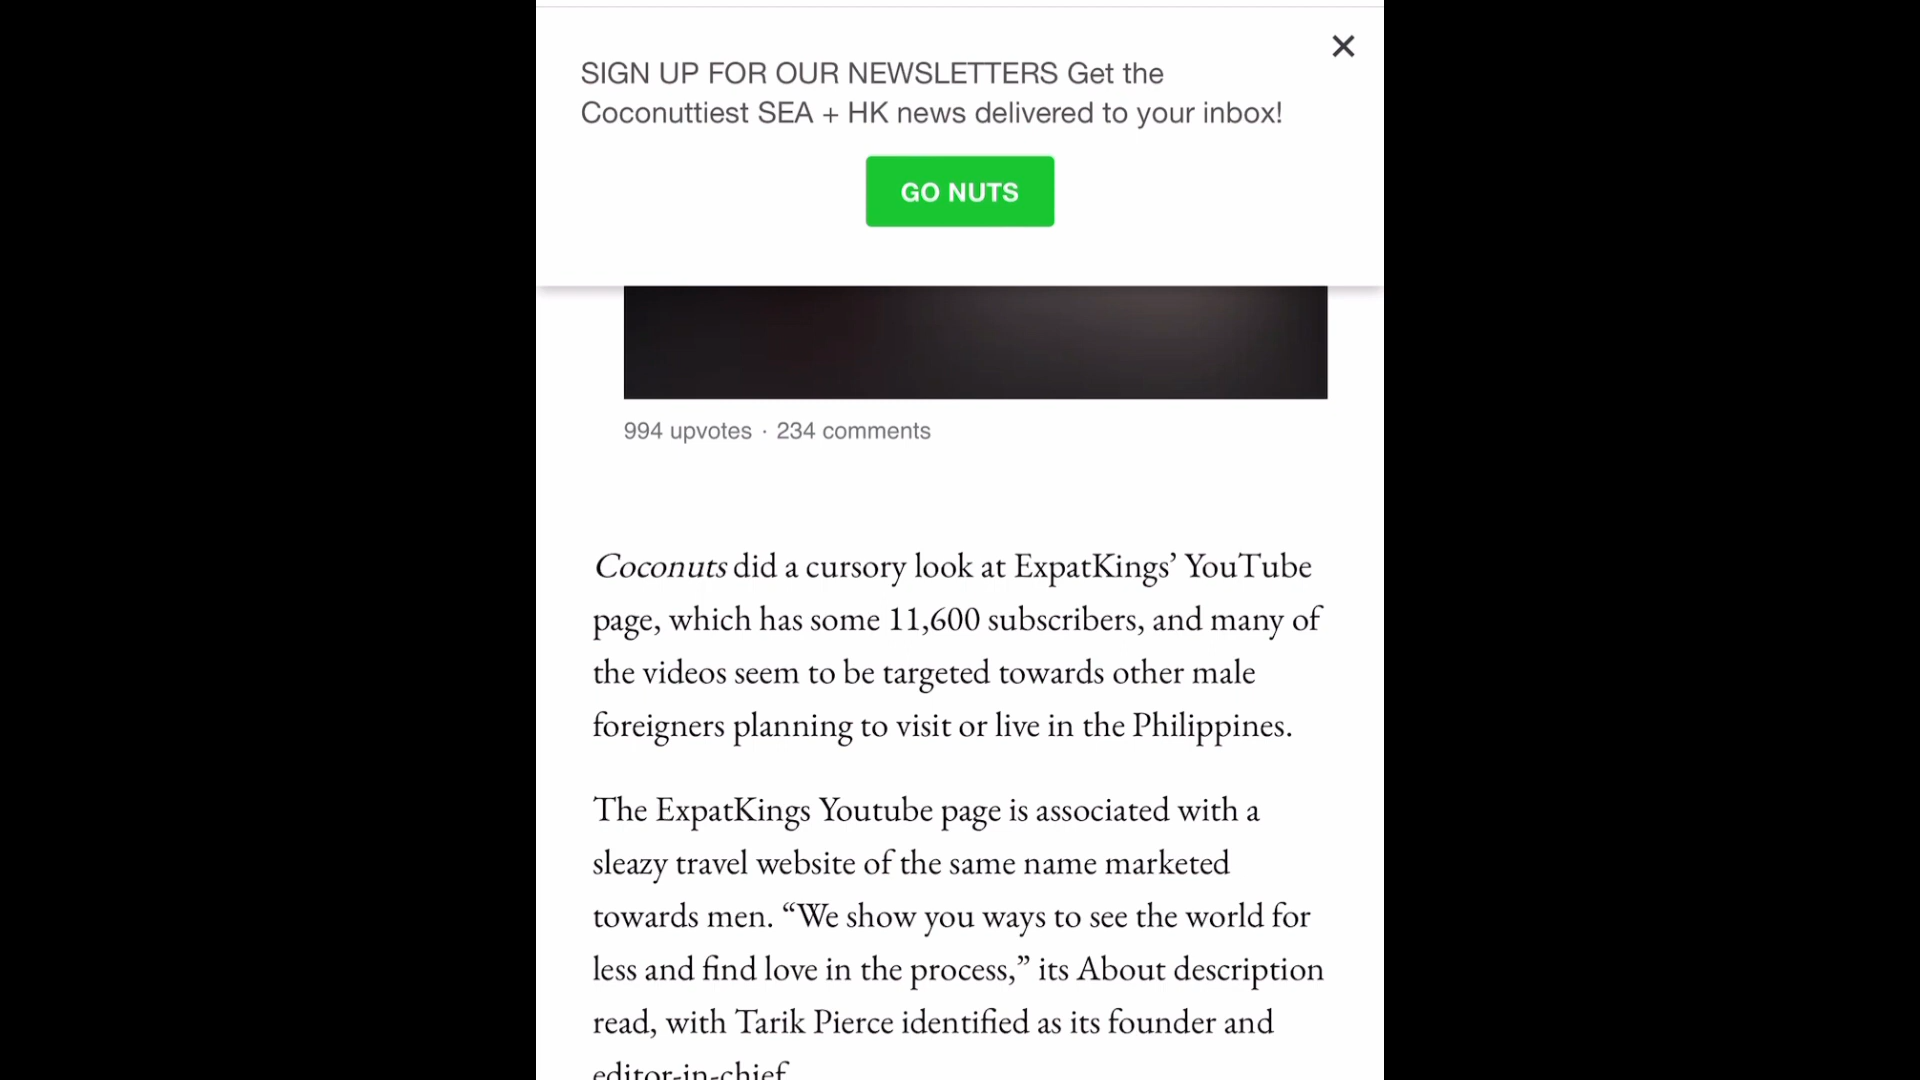 SIGN UP FOR OUR NEWSLETTERS Get the
Coconuttiest SEA + HK news delivered to your inbox!
GO NUTS
994 upvotes · 234 comments
Coconuts did a cursory look at ExpatKings’ YouTube
page, which has some 11,600 subscribers, and many of
the videos seem to be targeted towards other male
foreigners planning to visit or live in the Philippines.
The ExpatKings Youtube page is associated with a
sleazy travel website of the same name marketed
towards men. “We show you ways to see the world for
less and find love in the process,” its About description
read, with Tarik Pierce identified as its founder and
editor-in-chief.